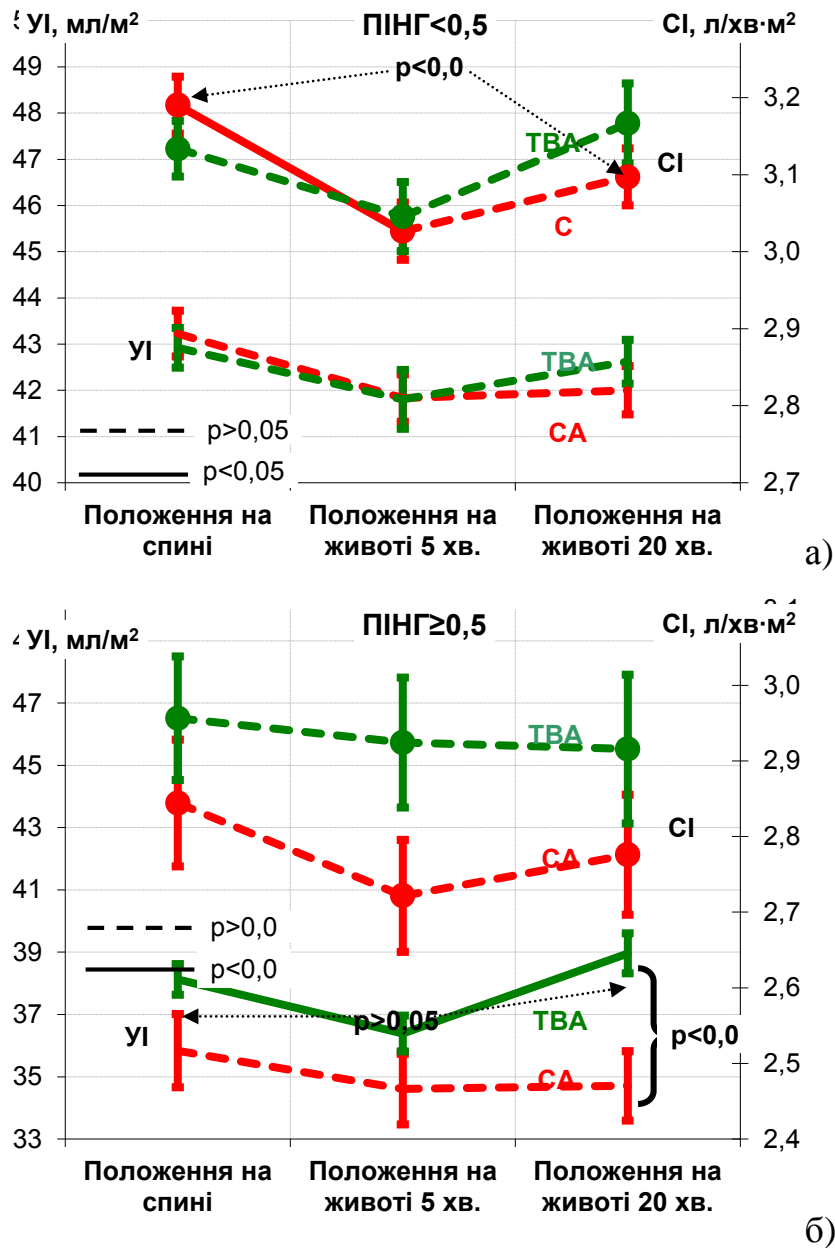 5
УІ, мл/м²
ПІНГ<0,5
СІ, л/хв·м²
49
48
47
46
45
44
43
42
41
40
3,2
3,1
3,0
2,9
2,8
2,7
p<0,0
ТВА
СІ
С
УІ
ТВА
СА
p>0,05
p<0,05
Положення на
спині
Положення на
животі 5 хв.
Положення на
животі 20 хв.
а)
УІ, мл/м²
ПІНГ≥0,5
СІ, л/хв·м²
47
45
43
41
39
37
35
33
3,0
2,9
2,8
2,7
2,6
2,5
2,4
ТВА
СІ
СА
p>0,0
p<0,0
УІ
p>0,05
ТВА
p<0,0
СА
Положення на
спині
Положення на
животі 5 хв.
Положення на
животі 20 хв.
б)